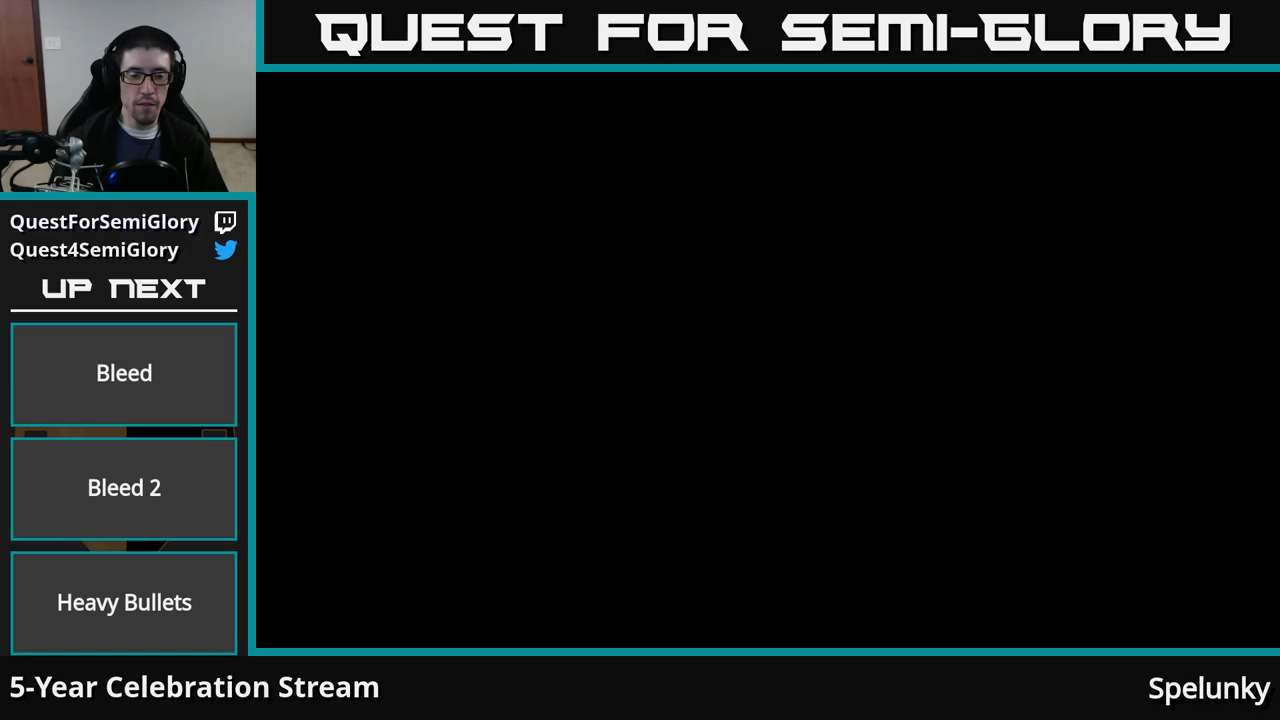 QUEST FOR SEMI-GLORY
QuestForSemiGlory
Quest4SemiGlory
UP NEXT
Bleed
Bleed 2
Heavy Bullets
5-Year Celebration Stream
Spelunky